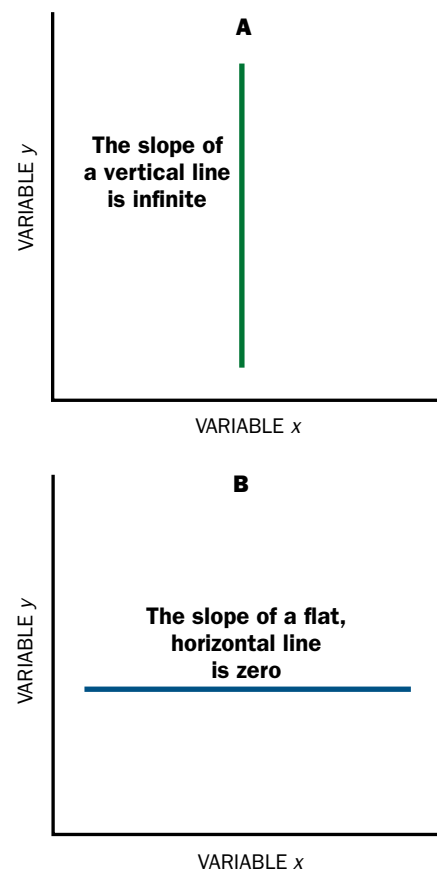 A
The slope of
a vertical line
is infinite
VARIABLE y
VARIABLE x
B
The slope of a flat,
horizontal line
is zero
VARIABLE y
VARIABLE x